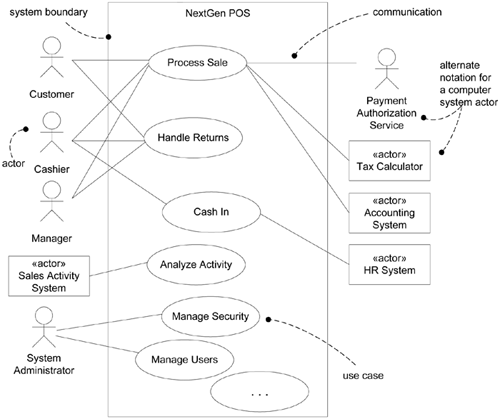 system boundary
NextGen POS
communication
Process Sale
alternate
notation for
a computer
system actor
Customer
Payment
Authorization
Service
actor
Cashier
Handle Returns
«actor»
Tax Calculator
Manager
Cash In
«actor»
Accounting
System
«actor»
Sales Activity
System
Analyze Activity
«actor»
HR System
System
Administrator
Manage Security
Manage Users
use case
. . .